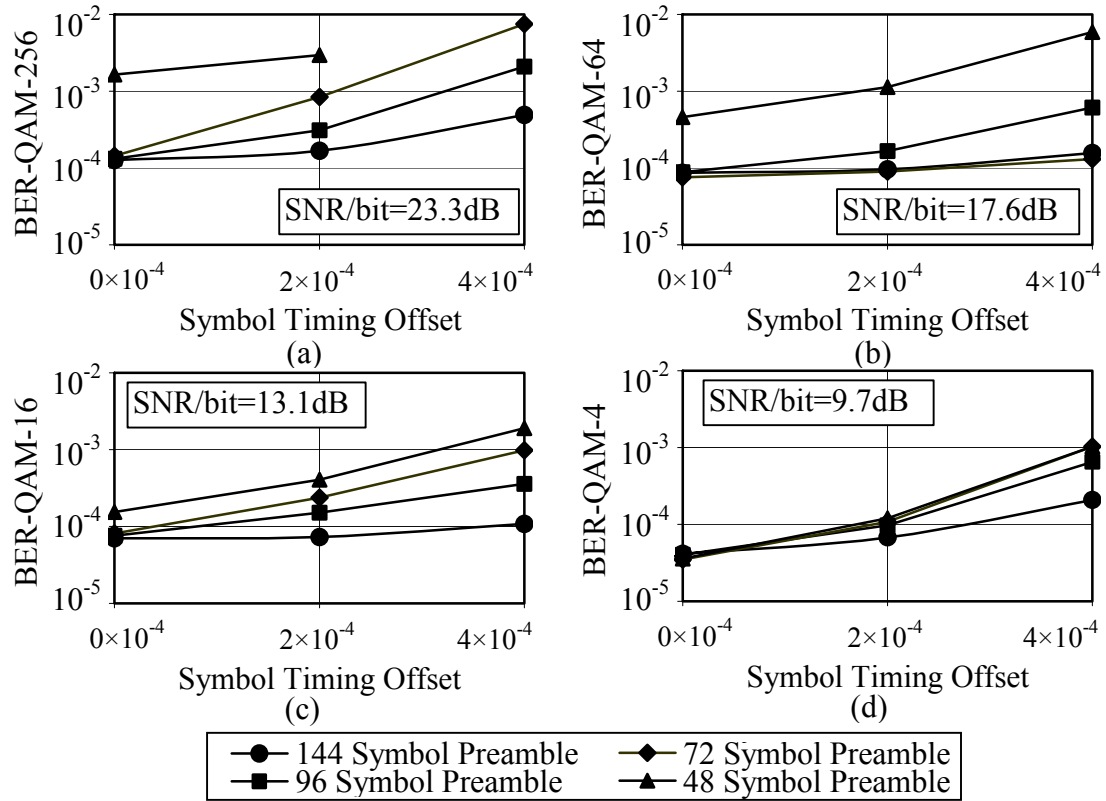 BER-QAM-256
10⁻²
10⁻³
10⁻⁴
10⁻⁵
SNR/bit=23.3dB
0×10⁻⁴ 2×10⁻⁴ 4×10⁻⁴
Symbol Timing Offset
(a)
BER-QAM-64
10⁻²
10⁻³
10⁻⁴
10⁻⁵
SNR/bit=17.6dB
0×10⁻⁴ 2×10⁻⁴ 4×10⁻⁴
Symbol Timing Offset
(b)
BER-QAM-16
10⁻²
10⁻³
10⁻⁴
10⁻⁵
SNR/bit=13.1dB
0×10⁻⁴ 2×10⁻⁴ 4×10⁻⁴
Symbol Timing Offset
(c)
BER-QAM-4
10⁻²
10⁻³
10⁻⁴
10⁻⁵
SNR/bit=9.7dB
0×10⁻⁴ 2×10⁻⁴ 4×10⁻⁴
Symbol Timing Offset
(d)
144 Symbol Preamble
72 Symbol Preamble
96 Symbol Preamble
48 Symbol Preamble